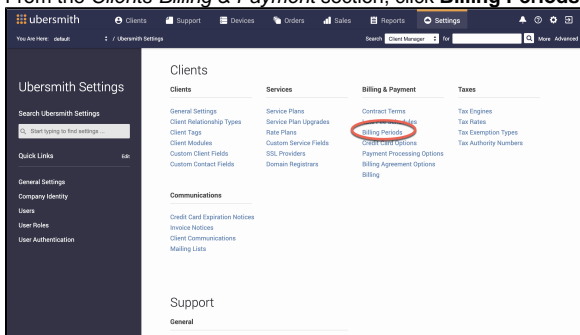 From the Clients Billing & Payment section, click Billing Periods
ubersmith Clients Support Devices Orders Sales Reports Settings
You Are Here: default / Ubersmith Settings Search Client Manager for More Advanced
Ubersmith Settings
Search Ubersmith Settings
Start typing to find settings ...
Quick Links Edit
General Settings
Company Identity
Users
User Roles
User Authentication
Clients
Clients
General Settings
Client Relationship Types
Client Tags
Client Modules
Custom Client Fields
Custom Contact Fields
Services
Service Plans
Service Plan Upgrades
Rate Plans
Custom Service Fields
SSL Providers
Domain Registrars
Billing & Payment
Contract Terms
Schedules
Billing Periods
Credit Card Options
Payment Processing Options
Billing Agreement Options
Billing
Taxes
Tax Engines
Tax Rates
Tax Exemption Types
Tax Authority Numbers
Communications
Credit Card Expiration Notices
Invoice Notices
Client Communications
Mailing Lists
Support
General